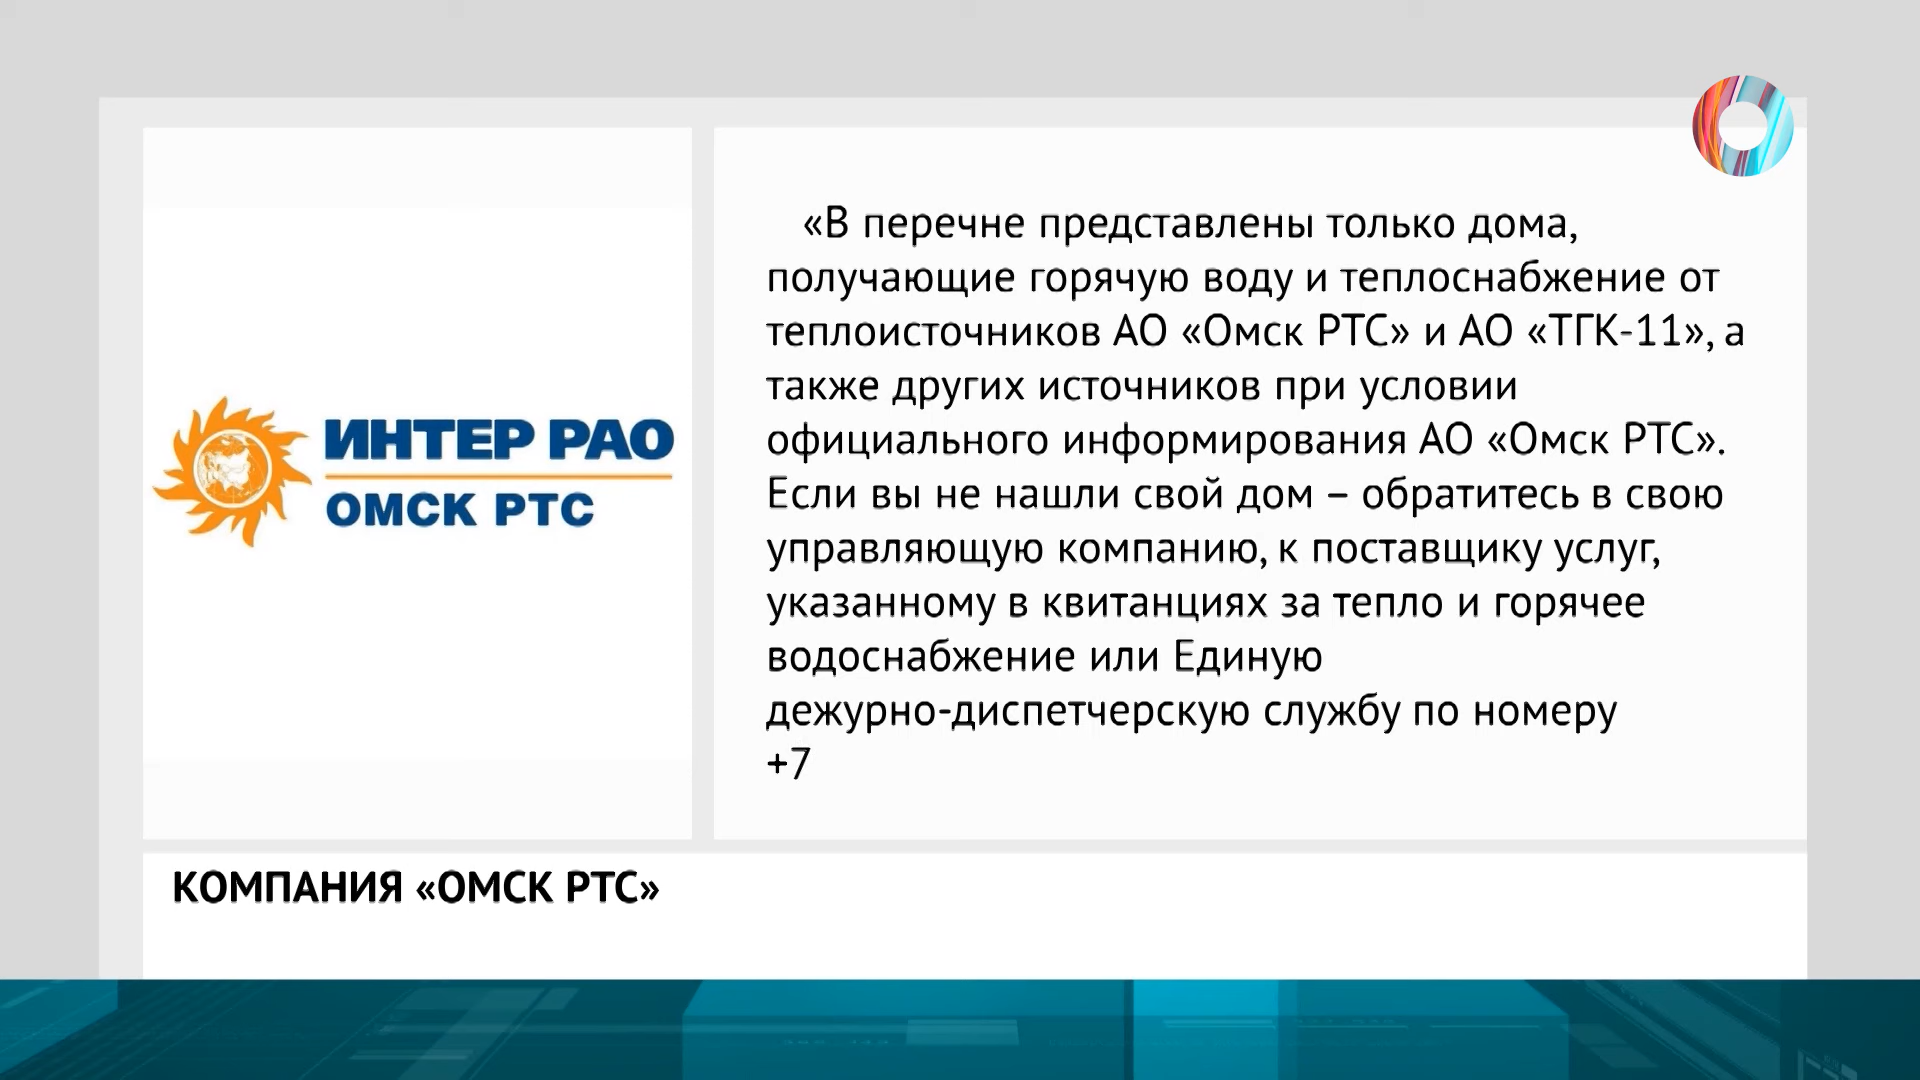 «В перечне представлены только дома,
получающие горячую воду и теплоснабжение от
теплоисточников АО «Омск РТС» и АО «ТГК-11», а
также других источников при условии
официального информирования АО «Омск РТС».
Если вы не нашли свой дом – обратитесь в свою
управляющую компанию, к поставщику услуг,
указанному в квитанциях за тепло и горячее
водоснабжение или Единую
дежурно-диспетчерскую службу по номеру
+7
ИНТЕР РАО
ОМСК РТС
КОМПАНИЯ «ОМСК РТС»